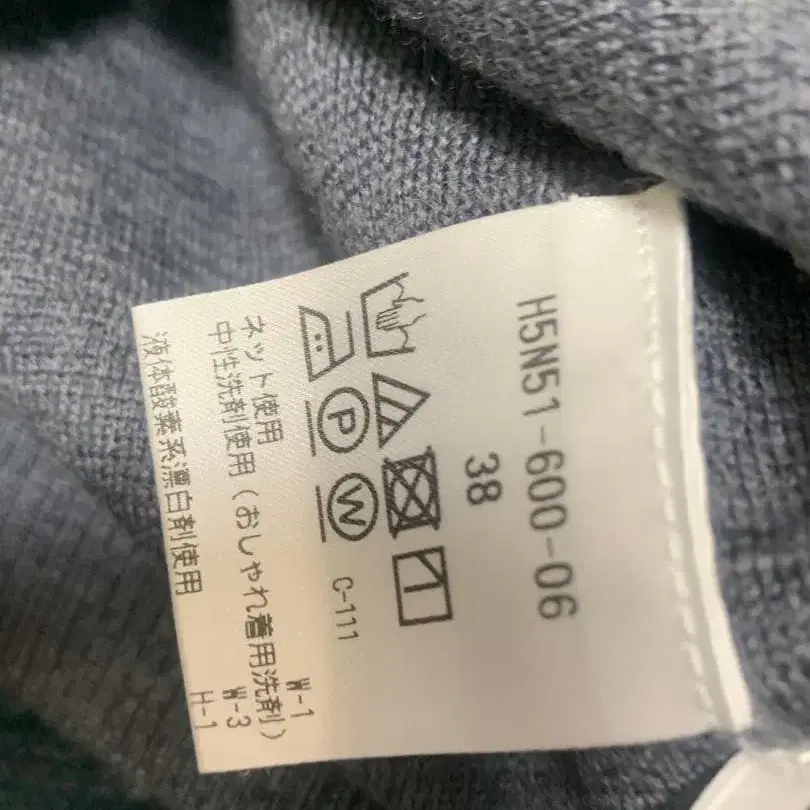 H5N51-600-06
38
P W C-111
ネット使用 W-1
中性洗剤使用(おしゃれ着用洗剤) W-3
液体酸素系漂白剤使用 H-1